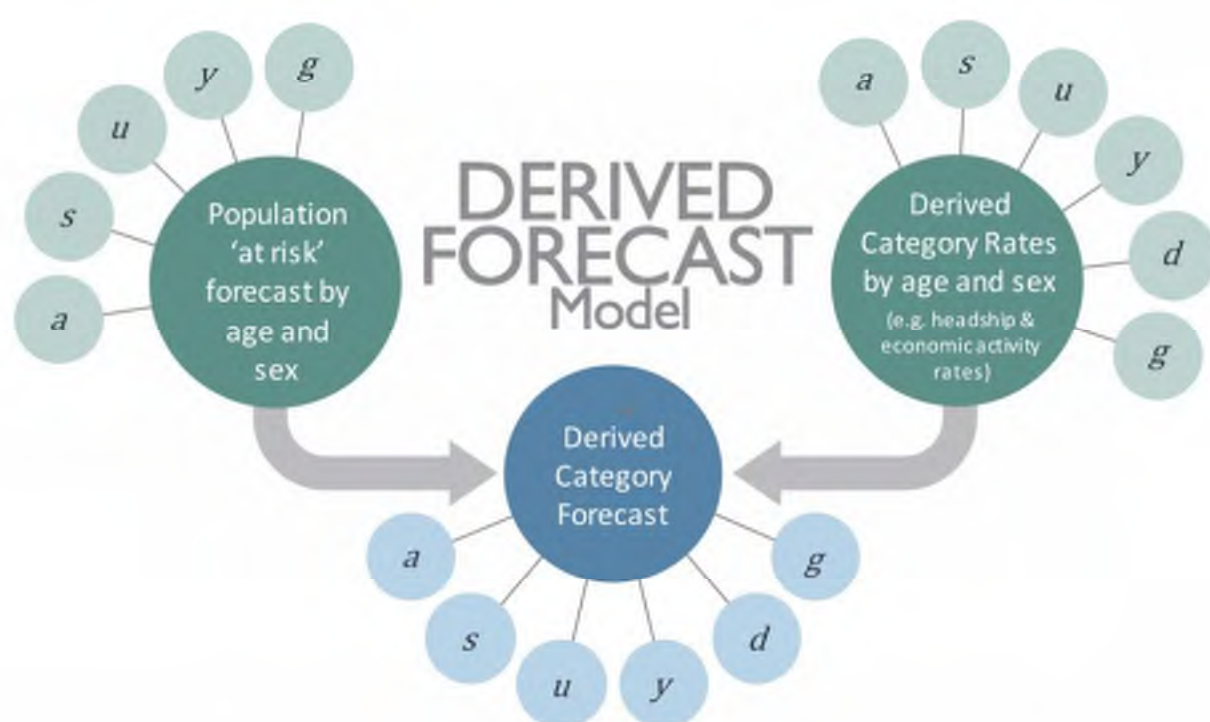 DERIVED
FORECAST
Model
a
s
u
y
g
Population
‘at risk’
forecast by
age and
sex
a
s
u
y
d
g
Derived
Category Rates
by age and sex
(e.g. headship &
economic activity
rates)
Derived
Category
Forecast
a
s
u
y
d
g